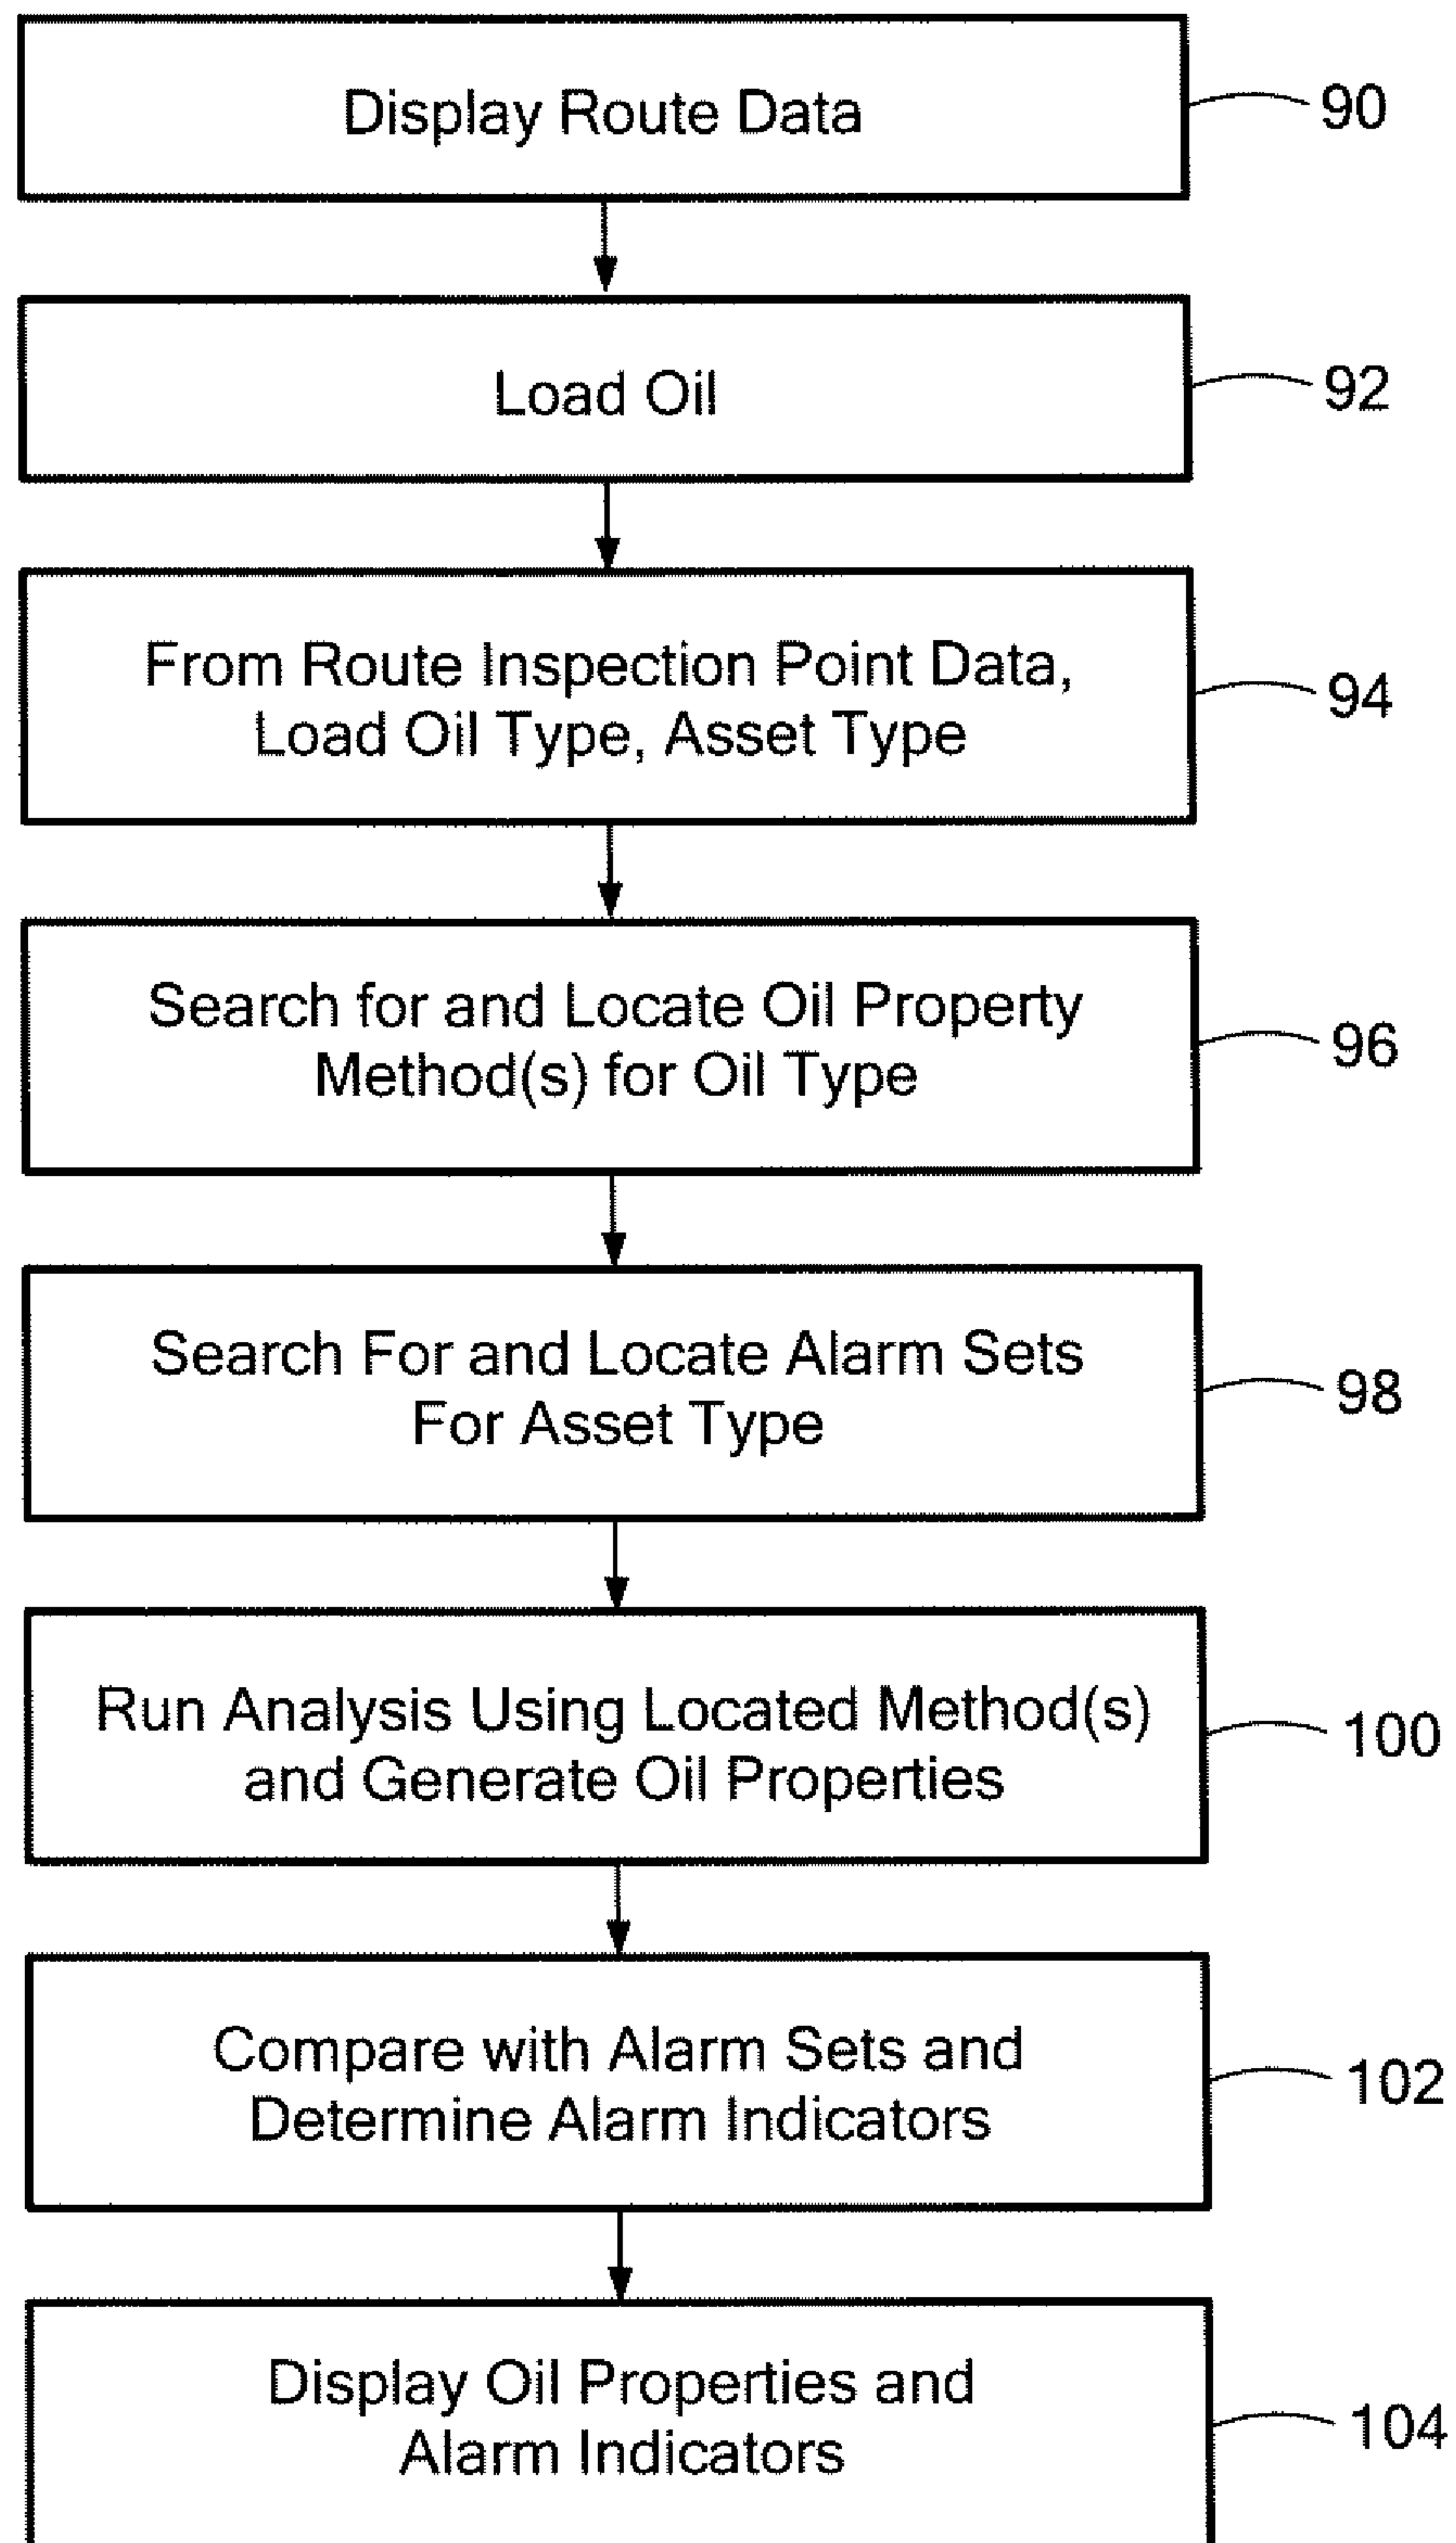 Display Route Data
90
Load Oil
92
From Route Inspection Point Data,
Load Oil Type, Asset Type
94
Search for and Locate Oil Property
Method(s) for Oil Type
96
Search For and Locate Alarm Sets
For Asset Type
98
Run Analysis Using Located Method(s)
and Generate Oil Properties
100
Compare with Alarm Sets and
Determine Alarm Indicators
102
Display Oil Properties and
Alarm Indicators
104